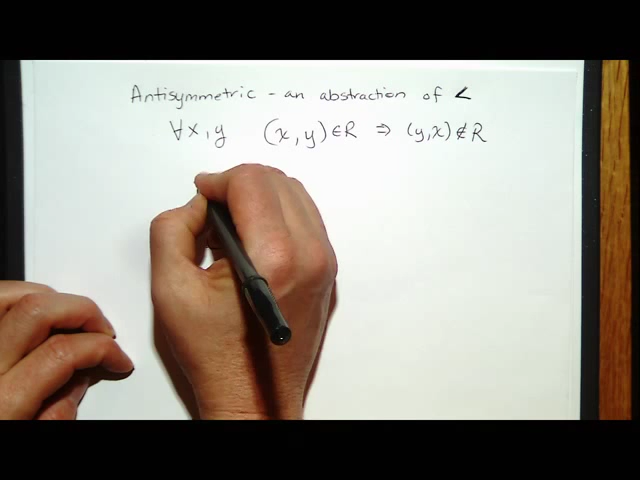 Antisymmetric - an abstraction of <
∀x,y (x,y)∈R ⇒ (y,x)∉R